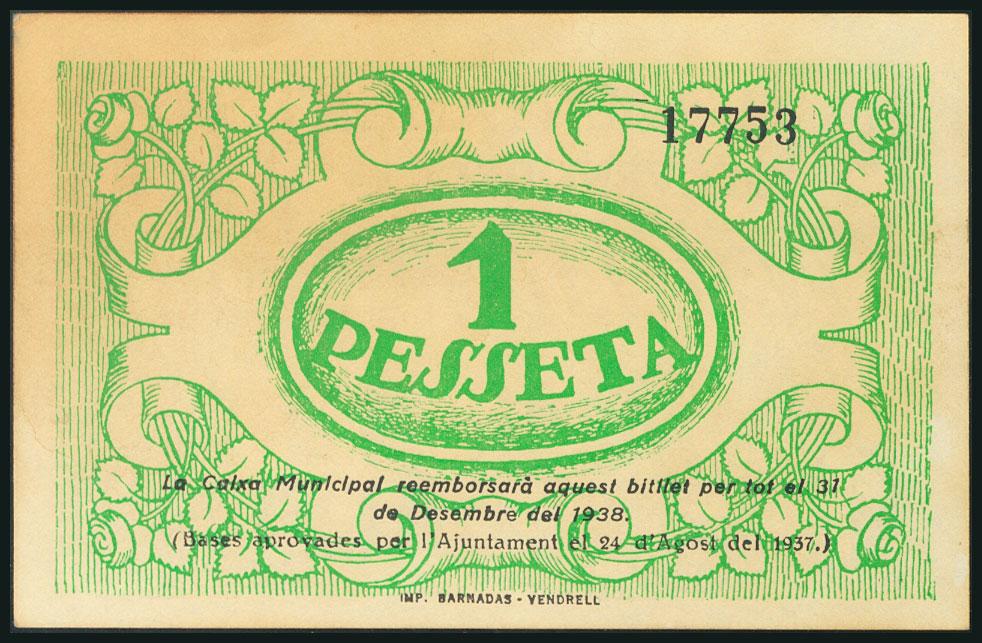 17753
1
PESSETA
La Caixa Municipal reemborsarà aquest bitllet per tot el 31
de Desembre del 1938.
(Bases aprovades per l'Ajuntament el 24 d'Agost del 1937.)
IMP. BARNADAS - VENDRELL